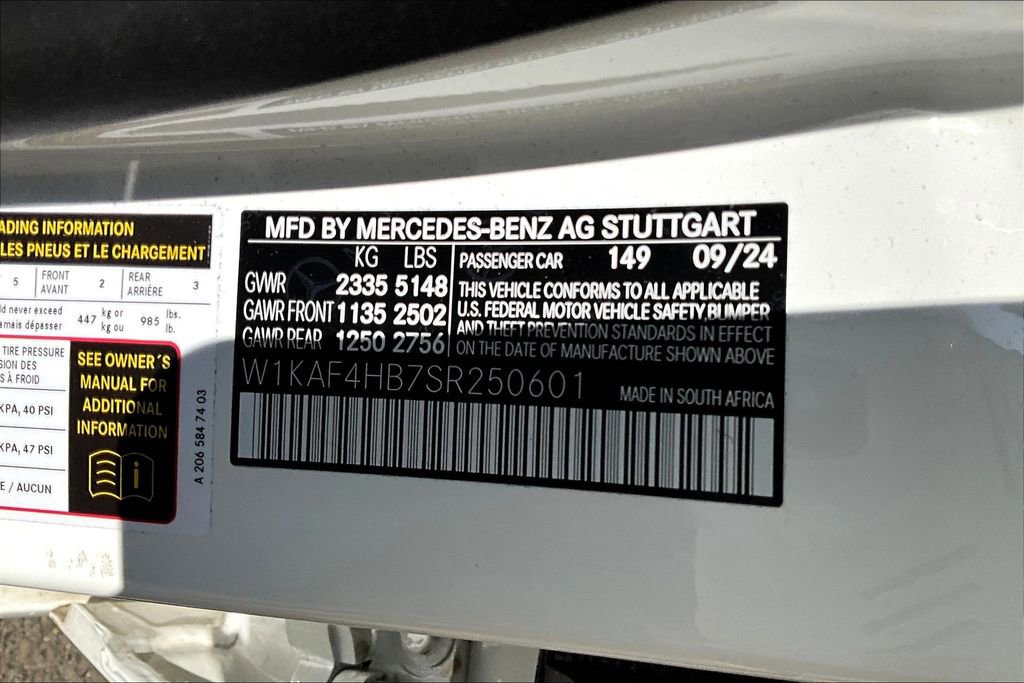 ADING INFORMATION
LES PNEUS ET LE CHARGEMENT
5 FRONT AVANT 2 REAR ARRIÈRE 3
never exceed 447 kg or 985 lbs.
jamais dépasser kg ou lb.
TIRE PRESSURE
SION DES
À FROID
KPA, 40 PSI
KPA, 47 PSI
/ AUCUN
SEE OWNER'S
MANUAL FOR
ADDITIONAL
INFORMATION
i
A 206 584 74 03
MFD BY MERCEDES-BENZ AG STUTTGART
KG LBS
GVWR 2335 5148
GAWR FRONT 1135 2502
GAWR REAR 1250 2756
PASSENGER CAR 149 09/24
THIS VEHICLE CONFORMS TO ALL APPLICABLE
U.S. FEDERAL MOTOR VEHICLE SAFETY, BUMPER
AND THEFT PREVENTION STANDARDS IN EFFECT
ON THE DATE OF MANUFACTURE SHOWN ABOVE
W1KAF4HB7SR250601
MADE IN SOUTH AFRICA